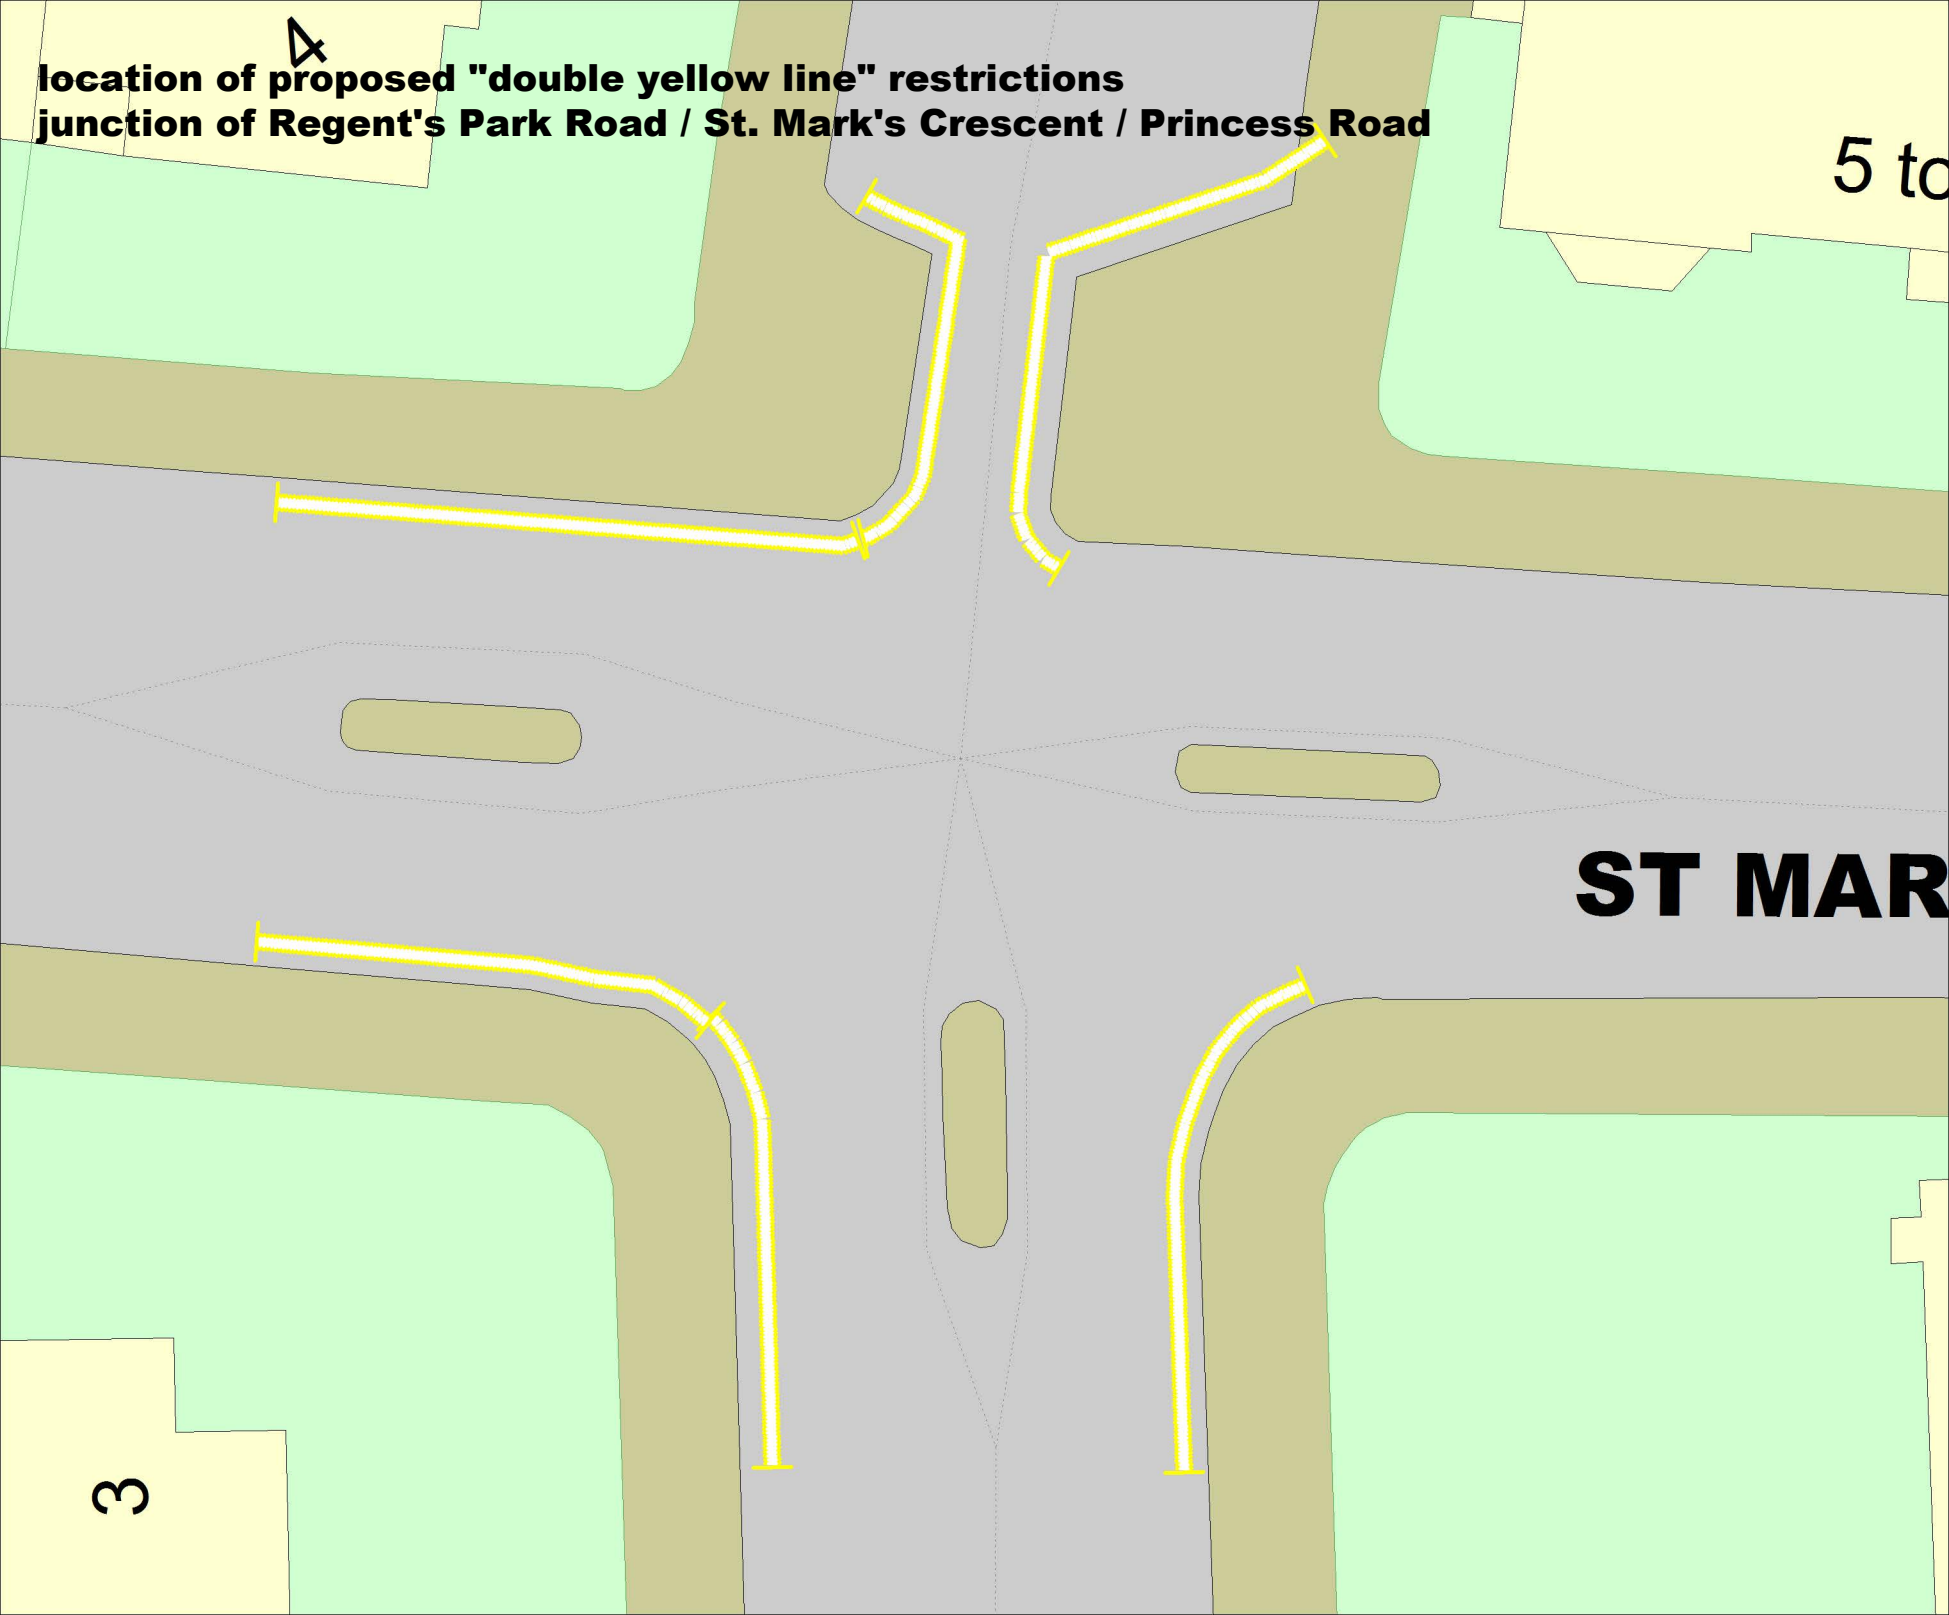 4
location of proposed "double yellow line" restrictions
junction of Regent's Park Road / St. Mark's Crescent / Princess Road
5 to
ST MAR
3